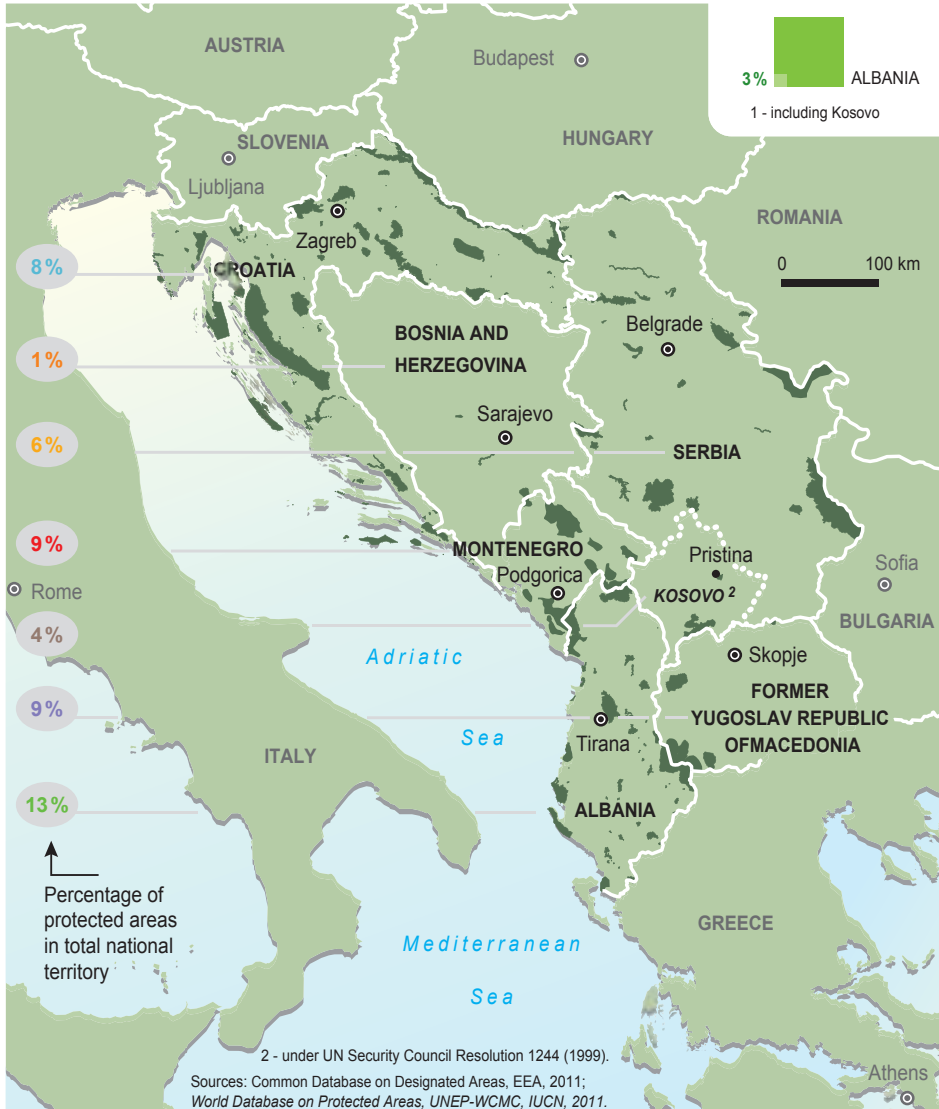 AUSTRIA
Budapest
3%
ALBANIA
1 - including Kosovo
SLOVENIA
HUNGARY
Ljubljana
ROMANIA
Zagreb
8%
CROATIA
0 100 km
BOSNIA AND
HERZEGOVINA
Belgrade
1%
Sarajevo
6%
SERBIA
9%
MONTENEGRO
Podgorica
Pristina
KOSOVO 2
Sofia
BULGARIA
Rome
4%
Adriatic
Sea
Skopje
FORMER
YUGOSLAV REPUBLIC
OFMACEDONIA
9%
Tirana
ITALY
13%
ALBANIA
Percentage of
protected areas
in total national
territory
GREECE
Mediterranean
Sea
2 - under UN Security Council Resolution 1244 (1999).
Sources: Common Database on Designated Areas, EEA, 2011;
World Database on Protected Areas, UNEP-WCMC, IUCN, 2011.
Athens